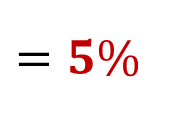 = 5%